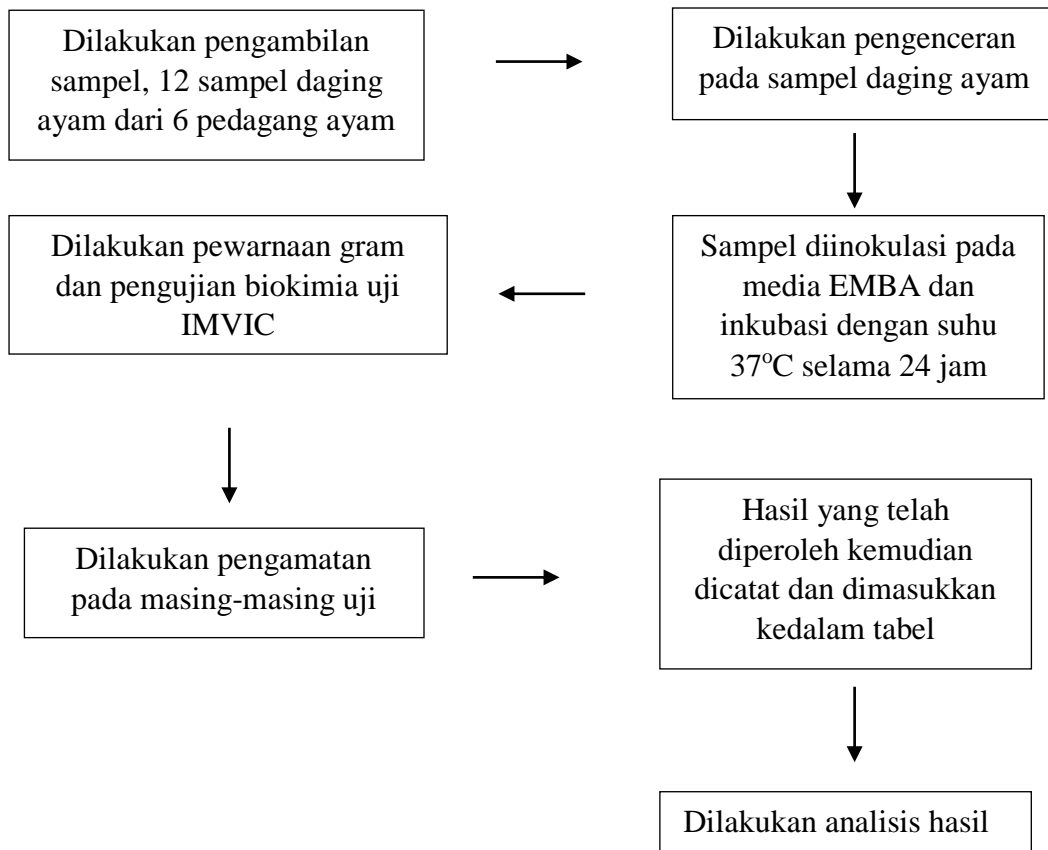 Dilakukan pengambilan
sampel, 12 sampel daging
ayam dari 6 pedagang ayam
Dilakukan pengenceran
pada sampel daging ayam
Sampel diinokulasi pada
media EMBA dan
inkubasi dengan suhu
37°C selama 24 jam
Dilakukan pewarnaan gram
dan pengujian biokimia uji
IMVIC
Dilakukan pengamatan
pada masing-masing uji
Hasil yang telah
diperoleh kemudian
dicatat dan dimasukkan
kedalam tabel
Dilakukan analisis hasil